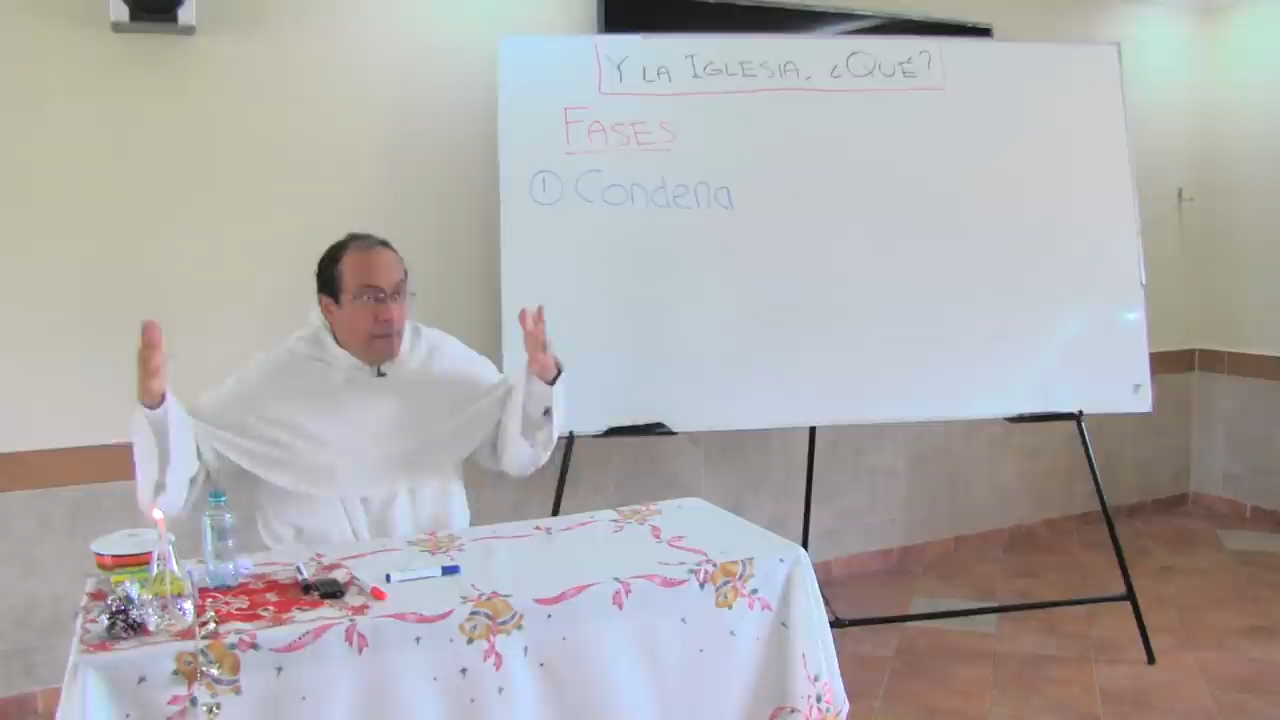 Y LA IGLESIA, ¿QUÉ?
FASES
① Condena